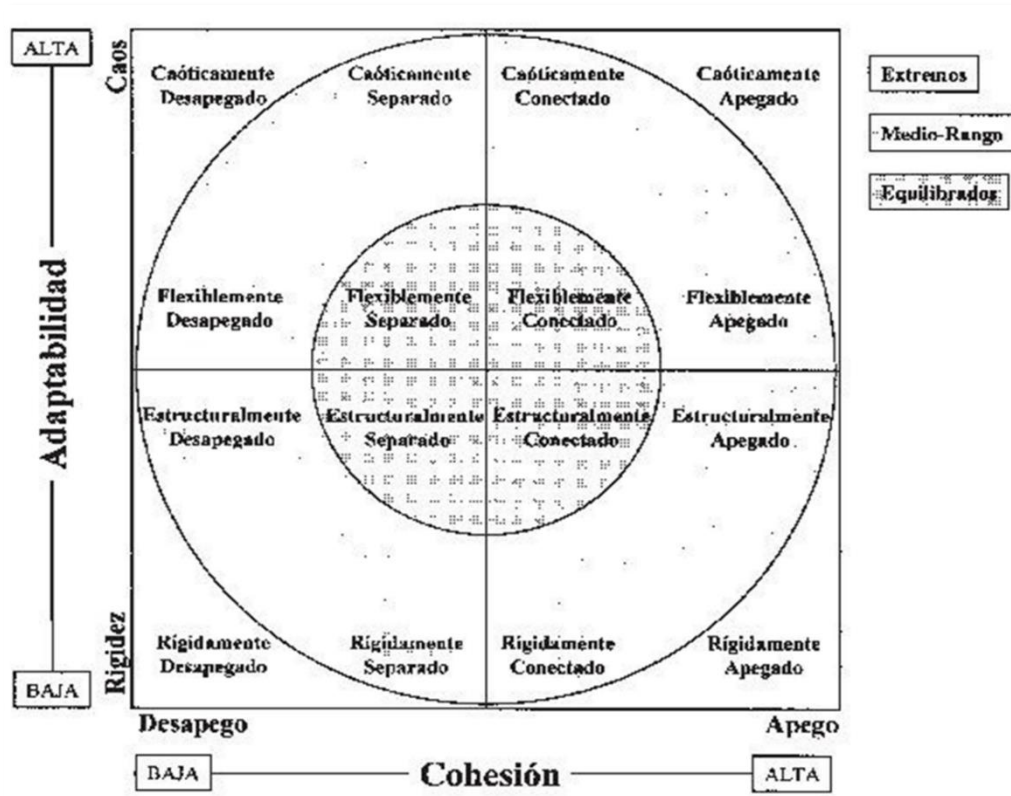 ALTA
Caos
Caóticamente
Desapegado
Caóticamente
Separado
Caóticamente
Conectado
Caóticamente
Apegado
Extremos
Medio-Rango
Equilibrados
Adaptabilidad
Flexiblemente
Desapegado
Flexiblemente
Separado
Flexiblemente
Conectado
Flexiblemente
Apegado
Estructuralmente
Desapegado
Estructuralmente
Separado
Estructuralmente
Conectado
Estructuralmente
Apegado
Rígidamente
Desapegado
Rígidamente
Separado
Rígidamente
Conectado
Rígidamente
Apegado
Rigidez
BAJA
Desapego
Apego
BAJA
Cohesión
ALTA